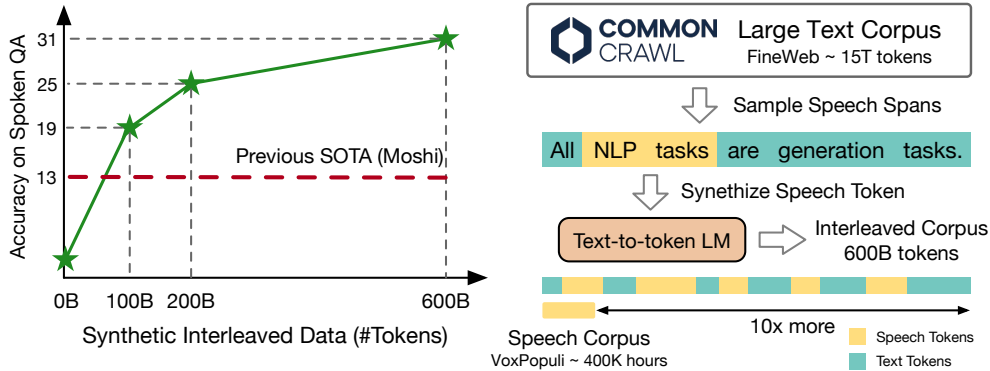 Accuracy on Spoken QA
31
25
19
13
Previous SOTA (Moshi)
0B
100B
200B
600B
Synthetic Interleaved Data (#Tokens)
COMMON
CRAWL
Large Text Corpus
FineWeb ~ 15T tokens
Sample Speech Spans
All NLP tasks are generation tasks.
Synethize Speech Token
Text-to-token LM
Interleaved Corpus
600B tokens
10x more
Speech Corpus
VoxPopuli ~ 400K hours
Speech Tokens
Text Tokens